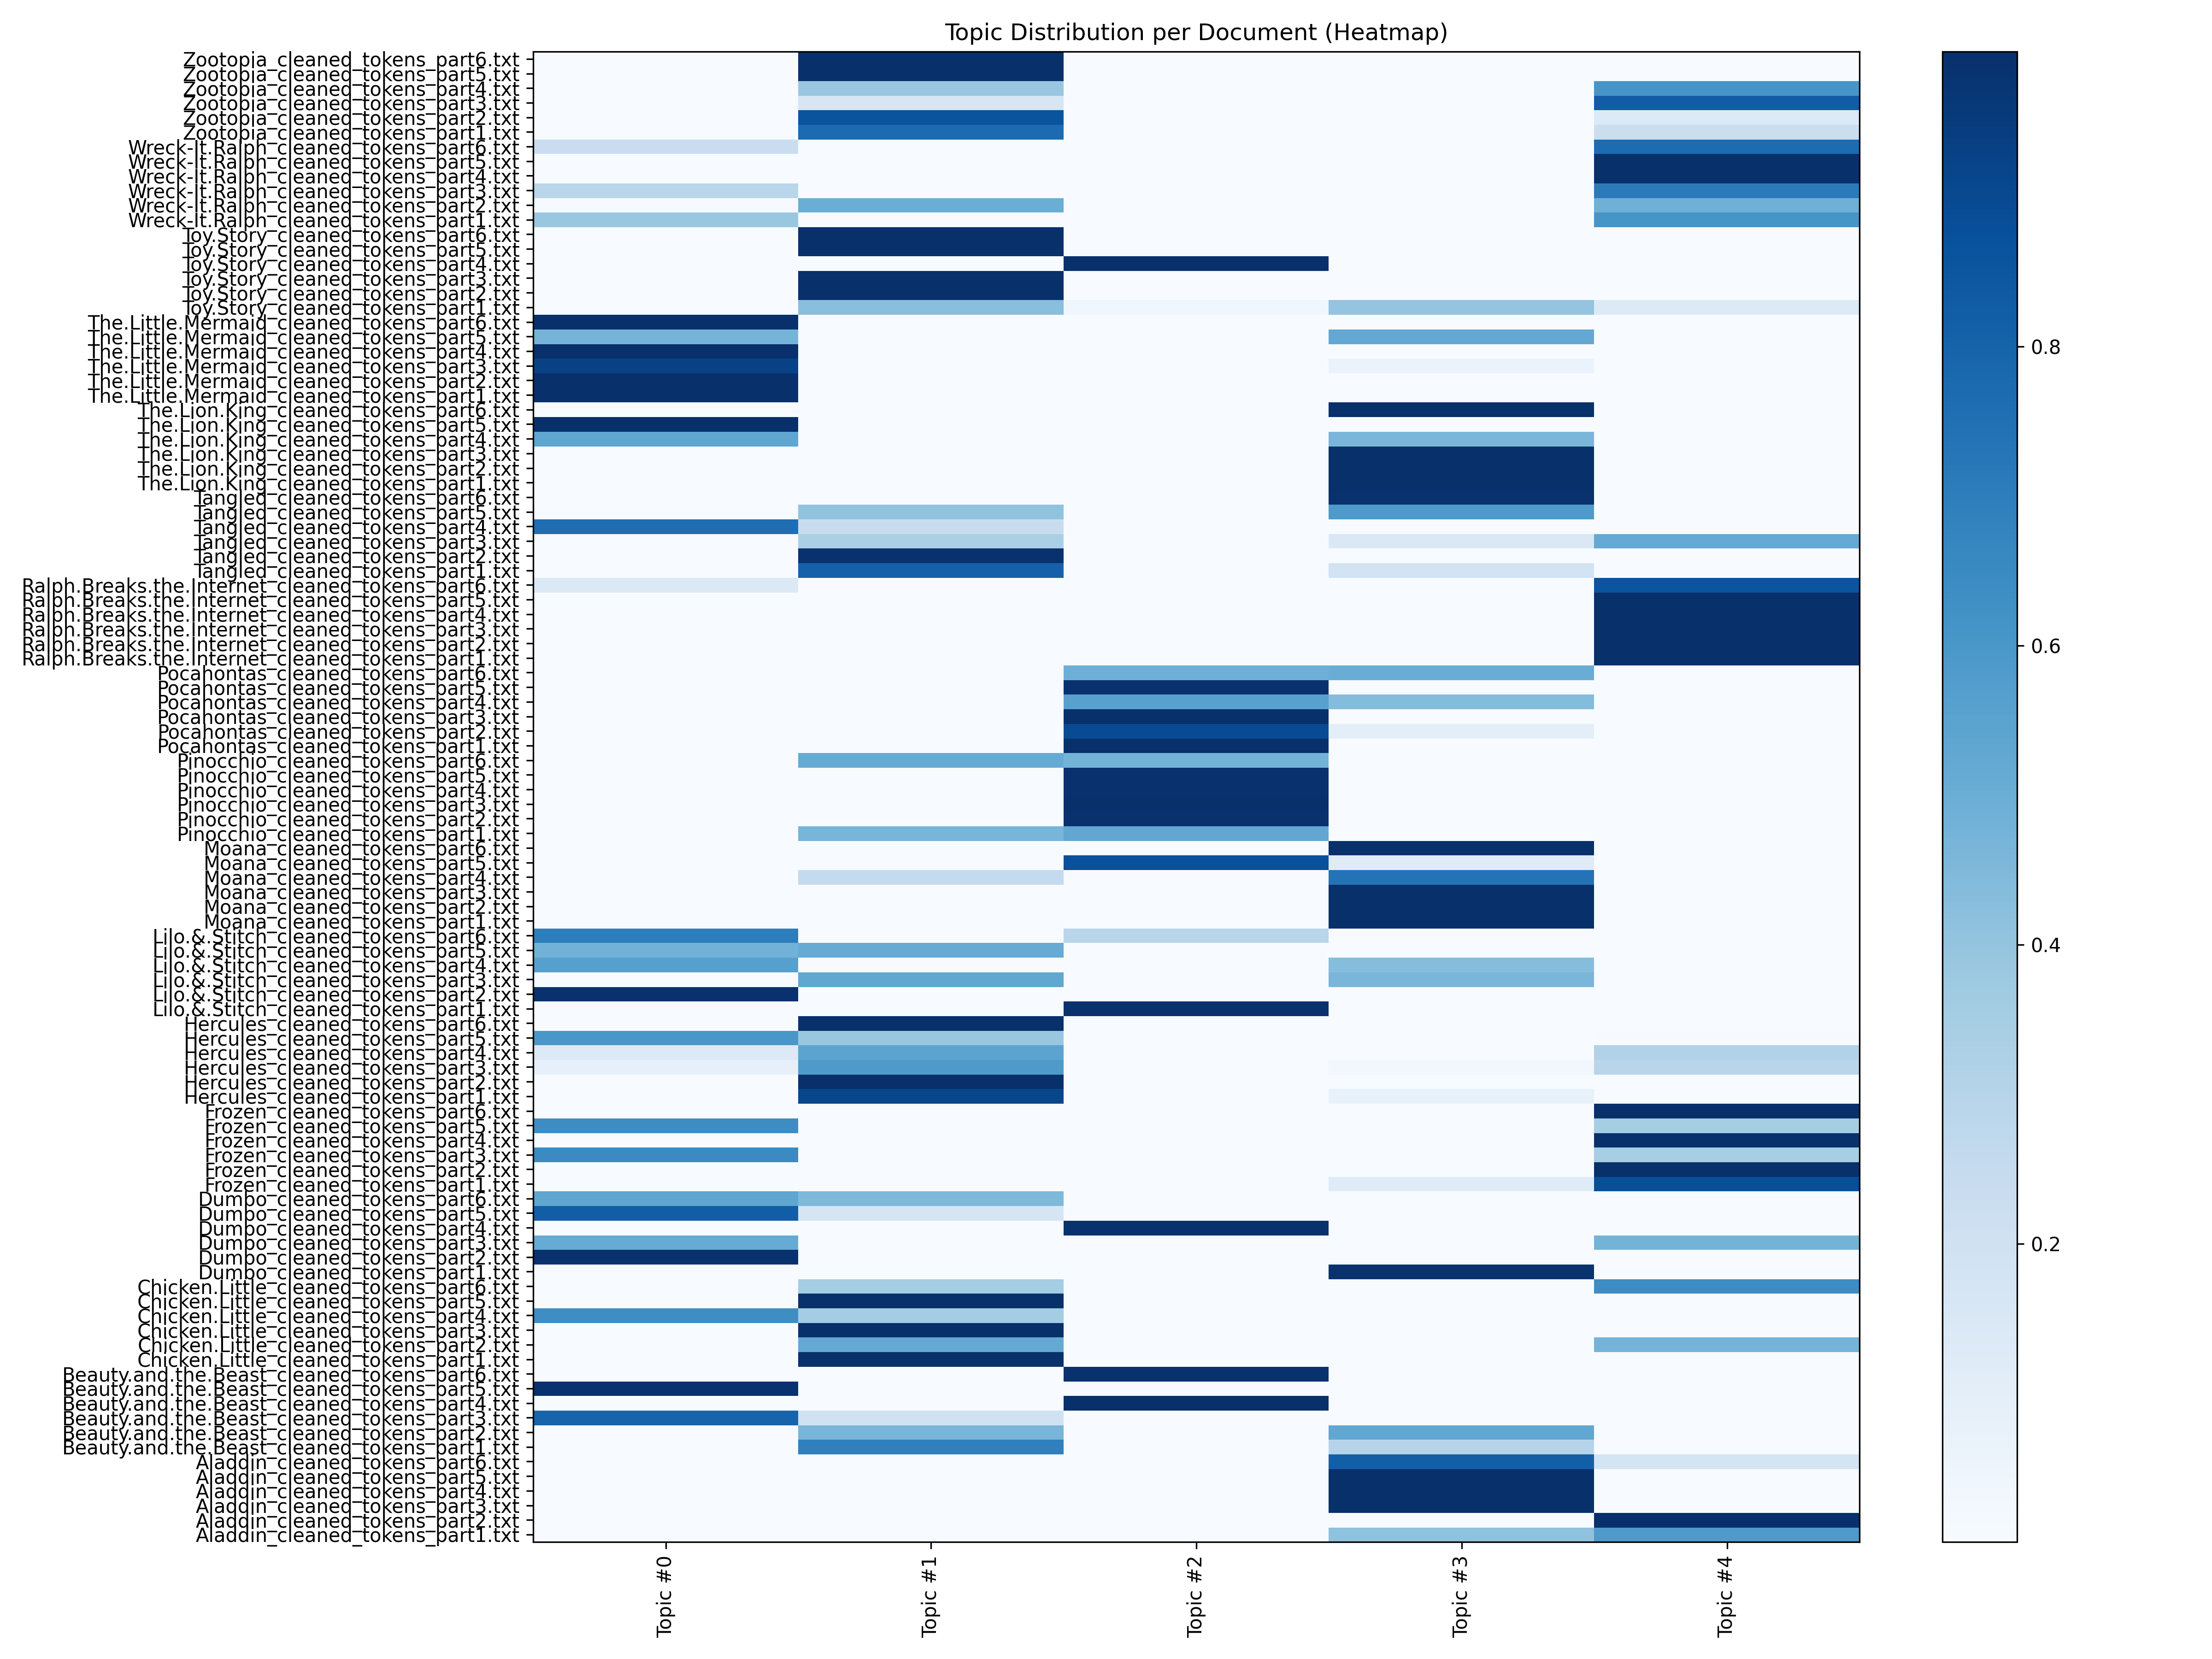 Topic Distribution per Document (Heatmap)
Zootopia_cleaned_tokens_part6.txt
Zootopia_cleaned_tokens_part5.txt
Zootopia_cleaned_tokens_part4.txt
Zootopia_cleaned_tokens_part3.txt
Zootopia_cleaned_tokens_part2.txt
Zootopia_cleaned_tokens_part1.txt
Wreck-It.Ralph_cleaned_tokens_part6.txt
Wreck-It.Ralph_cleaned_tokens_part5.txt
Wreck-It.Ralph_cleaned_tokens_part4.txt
Wreck-It.Ralph_cleaned_tokens_part3.txt
Wreck-It.Ralph_cleaned_tokens_part2.txt
Wreck-It.Ralph_cleaned_tokens_part1.txt
Toy.Story_cleaned_tokens_part6.txt
Toy.Story_cleaned_tokens_part5.txt
Toy.Story_cleaned_tokens_part4.txt
Toy.Story_cleaned_tokens_part3.txt
Toy.Story_cleaned_tokens_part2.txt
Toy.Story_cleaned_tokens_part1.txt
The.Little.Mermaid_cleaned_tokens_part6.txt
The.Little.Mermaid_cleaned_tokens_part5.txt
The.Little.Mermaid_cleaned_tokens_part4.txt
The.Little.Mermaid_cleaned_tokens_part3.txt
The.Little.Mermaid_cleaned_tokens_part2.txt
The.Little.Mermaid_cleaned_tokens_part1.txt
The.Lion.King_cleaned_tokens_part6.txt
The.Lion.King_cleaned_tokens_part5.txt
The.Lion.King_cleaned_tokens_part4.txt
The.Lion.King_cleaned_tokens_part3.txt
The.Lion.King_cleaned_tokens_part2.txt
The.Lion.King_cleaned_tokens_part1.txt
Tangled_cleaned_tokens_part6.txt
Tangled_cleaned_tokens_part5.txt
Tangled_cleaned_tokens_part4.txt
Tangled_cleaned_tokens_part3.txt
Tangled_cleaned_tokens_part2.txt
Tangled_cleaned_tokens_part1.txt
Ralph.Breaks.the.Internet_cleaned_tokens_part6.txt
Ralph.Breaks.the.Internet_cleaned_tokens_part5.txt
Ralph.Breaks.the.Internet_cleaned_tokens_part4.txt
Ralph.Breaks.the.Internet_cleaned_tokens_part3.txt
Ralph.Breaks.the.Internet_cleaned_tokens_part2.txt
Ralph.Breaks.the.Internet_cleaned_tokens_part1.txt
Pocahontas_cleaned_tokens_part6.txt
Pocahontas_cleaned_tokens_part5.txt
Pocahontas_cleaned_tokens_part4.txt
Pocahontas_cleaned_tokens_part3.txt
Pocahontas_cleaned_tokens_part2.txt
Pocahontas_cleaned_tokens_part1.txt
Pinocchio_cleaned_tokens_part6.txt
Pinocchio_cleaned_tokens_part5.txt
Pinocchio_cleaned_tokens_part4.txt
Pinocchio_cleaned_tokens_part3.txt
Pinocchio_cleaned_tokens_part2.txt
Pinocchio_cleaned_tokens_part1.txt
Moana_cleaned_tokens_part6.txt
Moana_cleaned_tokens_part5.txt
Moana_cleaned_tokens_part4.txt
Moana_cleaned_tokens_part3.txt
Moana_cleaned_tokens_part2.txt
Moana_cleaned_tokens_part1.txt
Lilo.&.Stitch_cleaned_tokens_part6.txt
Lilo.&.Stitch_cleaned_tokens_part5.txt
Lilo.&.Stitch_cleaned_tokens_part4.txt
Lilo.&.Stitch_cleaned_tokens_part3.txt
Lilo.&.Stitch_cleaned_tokens_part2.txt
Lilo.&.Stitch_cleaned_tokens_part1.txt
Hercules_cleaned_tokens_part6.txt
Hercules_cleaned_tokens_part5.txt
Hercules_cleaned_tokens_part4.txt
Hercules_cleaned_tokens_part3.txt
Hercules_cleaned_tokens_part2.txt
Hercules_cleaned_tokens_part1.txt
Frozen_cleaned_tokens_part6.txt
Frozen_cleaned_tokens_part5.txt
Frozen_cleaned_tokens_part4.txt
Frozen_cleaned_tokens_part3.txt
Frozen_cleaned_tokens_part2.txt
Frozen_cleaned_tokens_part1.txt
Dumbo_cleaned_tokens_part6.txt
Dumbo_cleaned_tokens_part5.txt
Dumbo_cleaned_tokens_part4.txt
Dumbo_cleaned_tokens_part3.txt
Dumbo_cleaned_tokens_part2.txt
Dumbo_cleaned_tokens_part1.txt
Chicken.Little_cleaned_tokens_part6.txt
Chicken.Little_cleaned_tokens_part5.txt
Chicken.Little_cleaned_tokens_part4.txt
Chicken.Little_cleaned_tokens_part3.txt
Chicken.Little_cleaned_tokens_part2.txt
Chicken.Little_cleaned_tokens_part1.txt
Beauty.and.the.Beast_cleaned_tokens_part6.txt
Beauty.and.the.Beast_cleaned_tokens_part5.txt
Beauty.and.the.Beast_cleaned_tokens_part4.txt
Beauty.and.the.Beast_cleaned_tokens_part3.txt
Beauty.and.the.Beast_cleaned_tokens_part2.txt
Beauty.and.the.Beast_cleaned_tokens_part1.txt
Aladdin_cleaned_tokens_part6.txt
Aladdin_cleaned_tokens_part5.txt
Aladdin_cleaned_tokens_part4.txt
Aladdin_cleaned_tokens_part3.txt
Aladdin_cleaned_tokens_part2.txt
Aladdin_cleaned_tokens_part1.txt
Topic #0
Topic #1
Topic #2
Topic #3
Topic #4
0.8
0.6
0.4
0.2